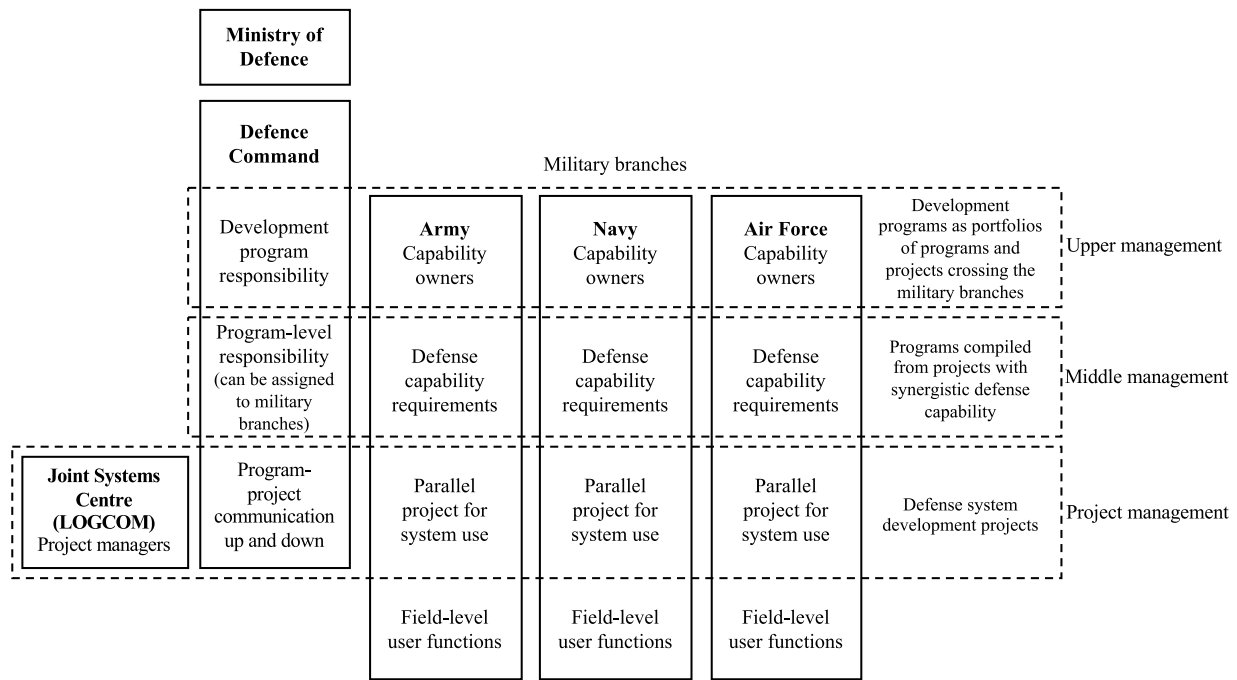 Ministry of
Defence
Defence
Command
Military branches
Development
program
responsibility
Army
Capability
owners
Navy
Capability
owners
Air Force
Capability
owners
Development
programs as portfolios
of programs and
projects crossing the
military branches
Upper management
Program-level
responsibility
(can be assigned
to military
branches)
Defense
capability
requirements
Defense
capability
requirements
Defense
capability
requirements
Programs compiled
from projects with
synergistic defense
capability
Middle management
Joint Systems
Centre
(LOGCOM)
Project managers
Program-
project
communication
up and down
Parallel
project for
system use
Parallel
project for
system use
Parallel
project for
system use
Defense system
development projects
Project management
Field-level
user functions
Field-level
user functions
Field-level
user functions